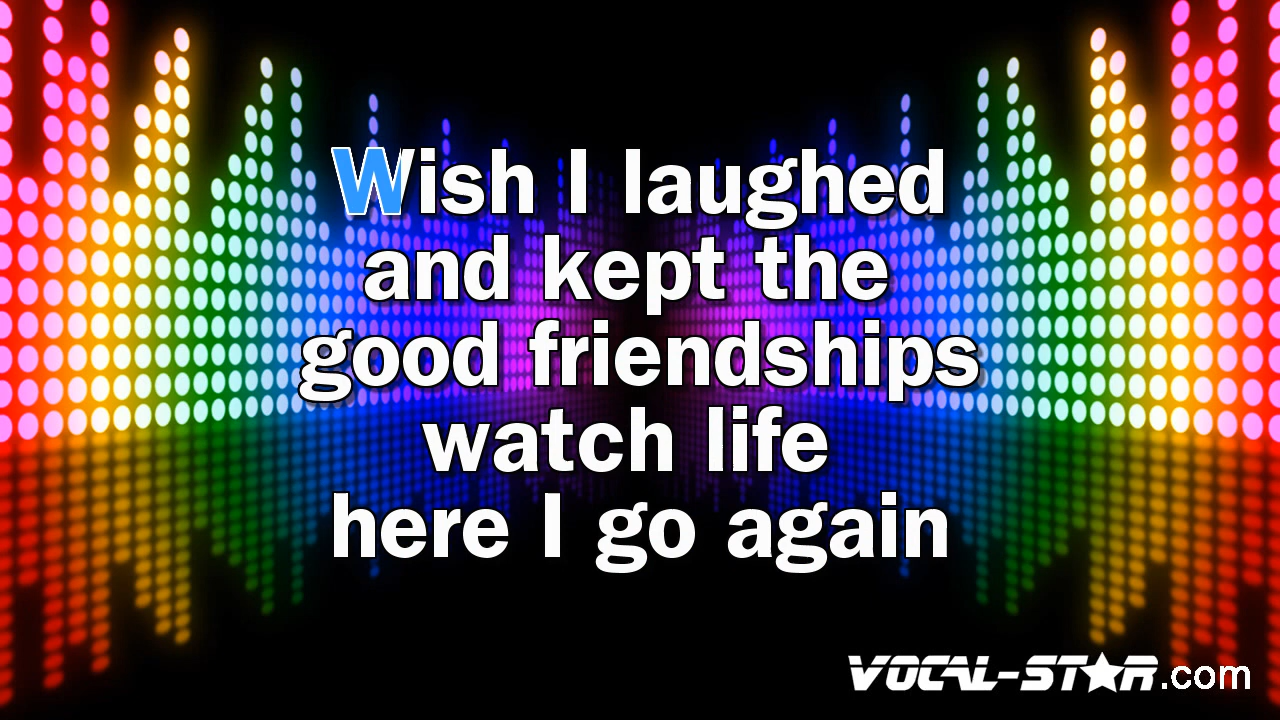 Wish I laughed
and kept the
good friendships
watch life
here I go again
VOCAL-STAR.com